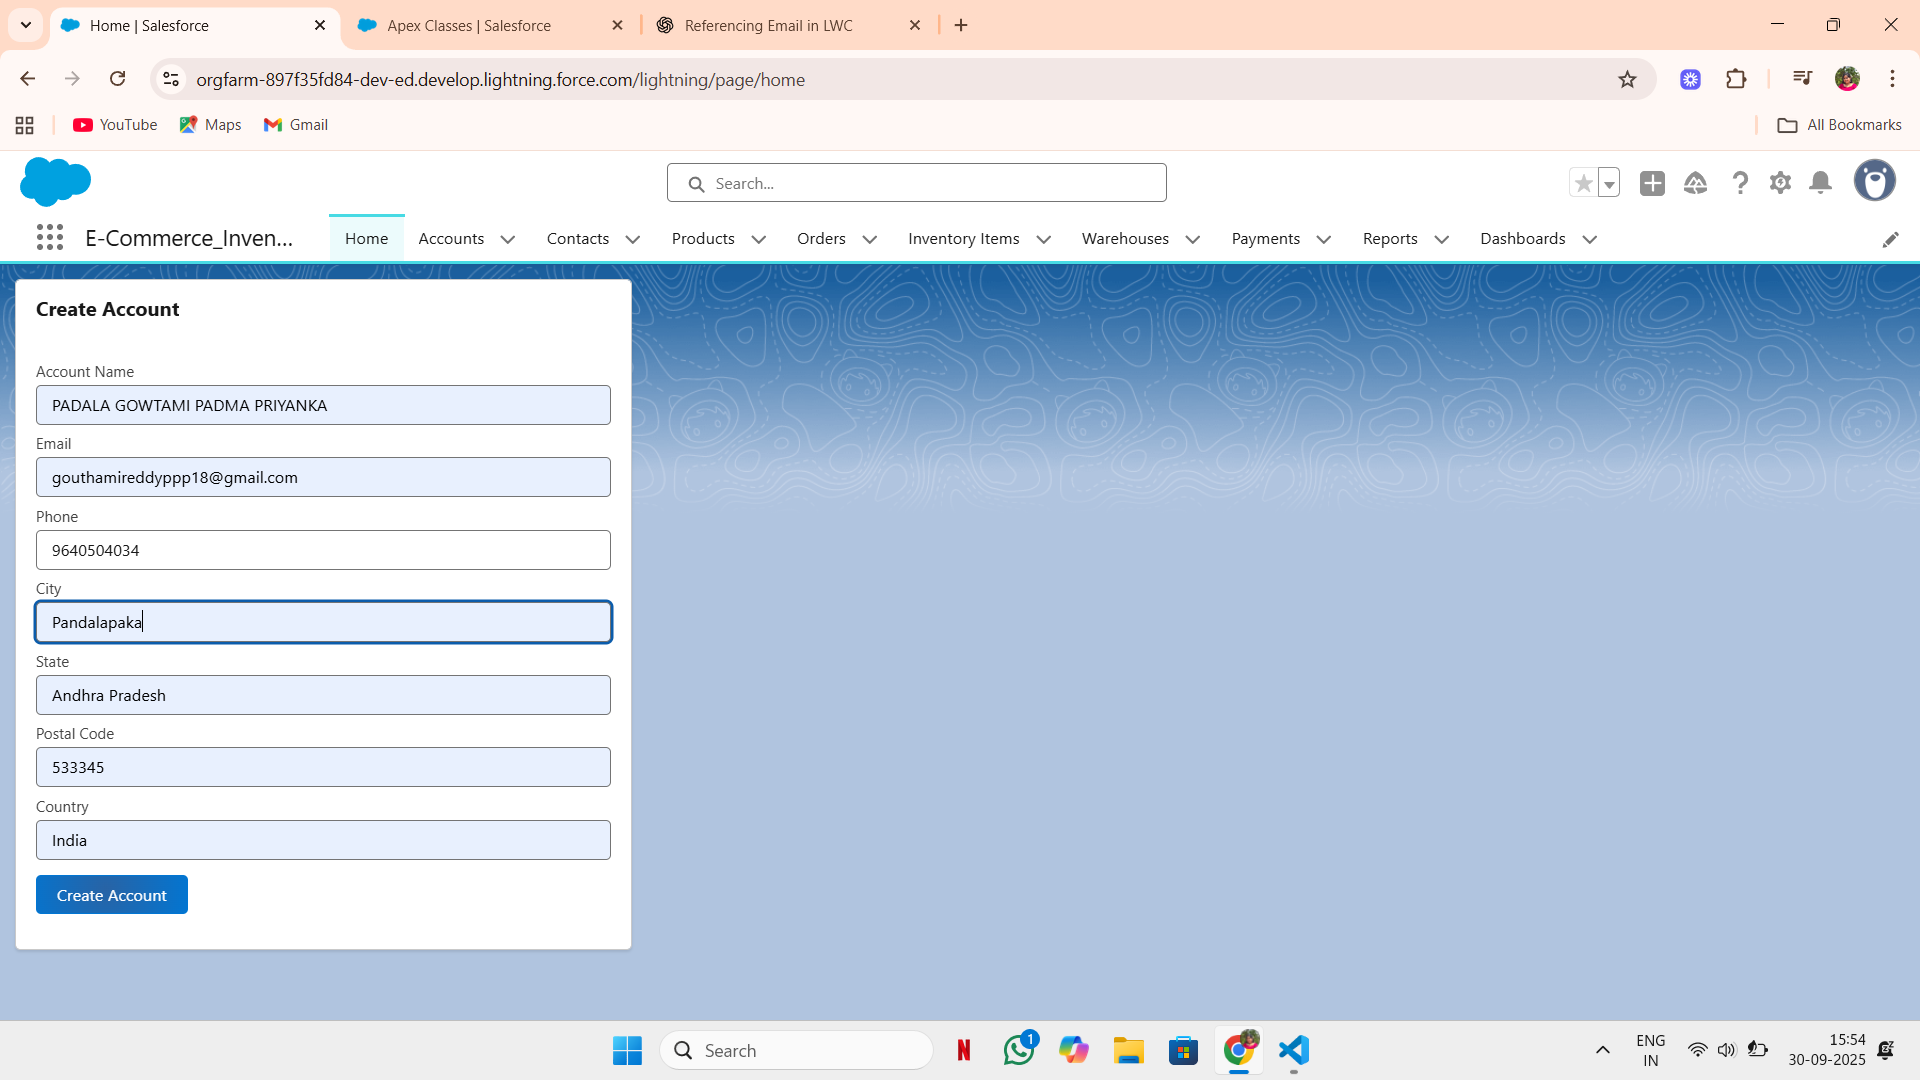 Home | Salesforce
Apex Classes | Salesforce
Referencing Email in LWC
orgfarm-897f35fd84-dev-ed.develop.lightning.force.com/lightning/page/home
YouTube
Maps
Gmail
All Bookmarks
Search...
E-Commerce_Inven...
Home
Accounts
Contacts
Products
Orders
Inventory Items
Warehouses
Payments
Reports
Dashboards
Create Account
Account Name
PADALA GOWTAMI PADMA PRIYANKA
Email
gouthamireddyppp18@gmail.com
Phone
9640504034
City
Pandalapaka
State
Andhra Pradesh
Postal Code
533345
Country
India
Create Account
Search
N
1
ENG
IN
15:54
30-09-2025